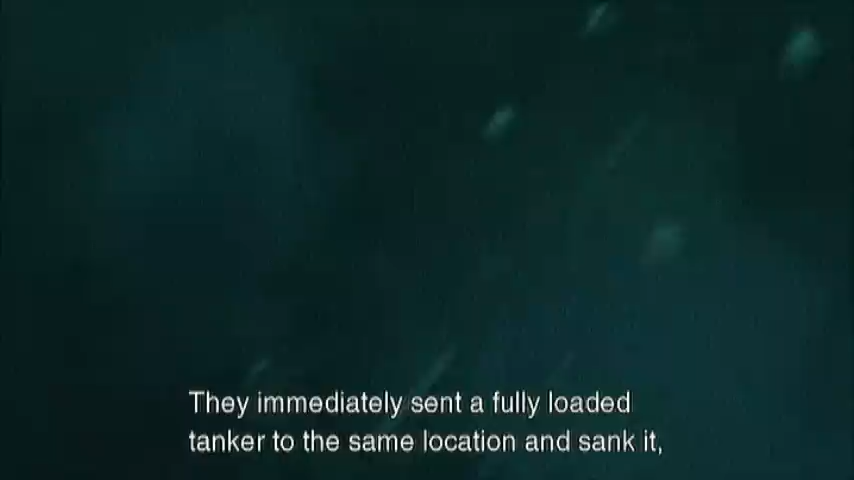 They immediately sent a fully loaded
tanker to the same location and sank it,